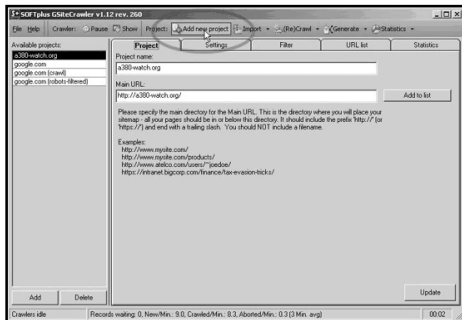 SOFTplus GSiteCrawler v1.12 rev. 260
File Help Crawler: Pause Show Project: Add new project Import (Re)Crawl Generate Statistics
Available projects:
a380-watch.org
google.com
google.com (crawl)
google.com (robots-filtered)
Add Delete
Project Settings Filter URL list Statistics
Project name:
a380-watch.org
Main URL:
http://a380-watch.org/
Add to list
Please specify the main directory for the Main URL. This is the directory where you will place your
sitemap - all your pages should be in or below this directory. It should include the prefix 'http://' (or
'https://') and end with a trailing slash. You should NOT include a filename.
Examples:
http://www.mysite.com/
http://www.mysite.com/products/
http://www.atelco.com/users/~joedoe/
https://intranet.bigcorp.com/finance/tax-evasion-tricks/
Update
Crawlers idle Records waiting: 0, New/Min.: 9.0, Crawled/Min.: 8.3, Aborted/Min.: 0.3 (3 Min. avg) 00:02